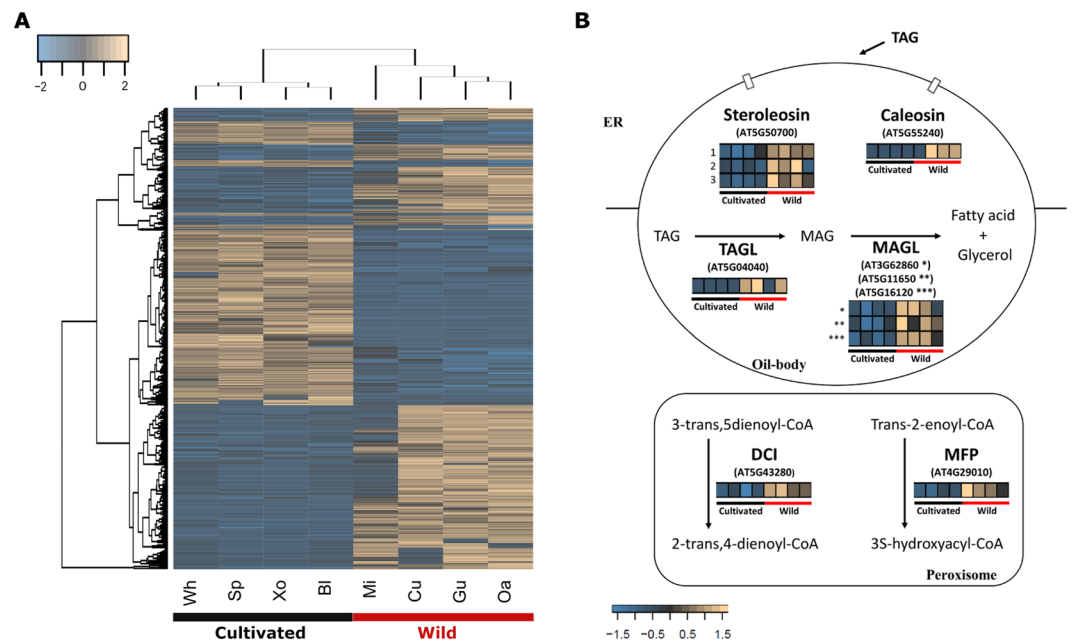 A
−2 0 2
Wh Sp Xo Bl Mi Cu Gu Oa
Cultivated Wild
B
TAG
ER
Steroleosin
(AT5G50700)
1
2
3
Cultivated Wild
Caleosin
(AT5G55240)
Cultivated Wild
TAG
MAG
Fatty acid
+
Glycerol
TAGL
(AT5G04040)
Cultivated Wild
MAGL
(AT3G62860 *)
(AT5G11650 **)
(AT5G16120 ***)
*
**
***
Cultivated Wild
Oil-body
3-trans,5dienoyl-CoA
DCI
(AT5G43280)
Cultivated Wild
2-trans,4-dienoyl-CoA
Trans-2-enoyl-CoA
MFP
(AT4G29010)
Cultivated Wild
3S-hydroxyacyl-CoA
Peroxisome
−1.5 −0.5 0.5 1.5